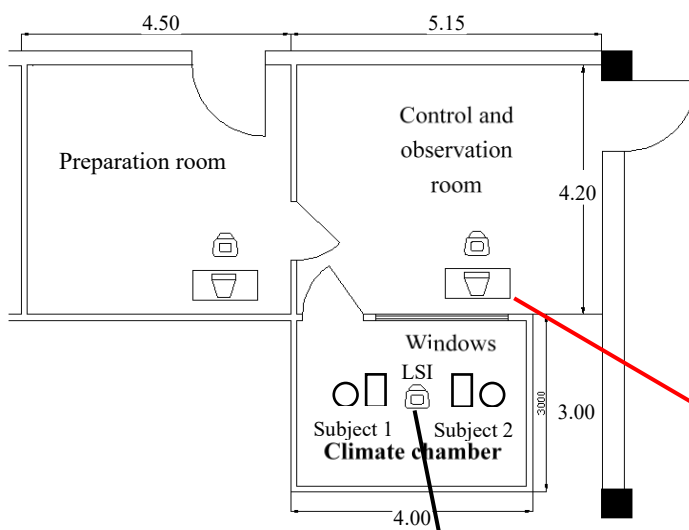 4.50
5.15
Preparation room
Control and
observation
room
4.20
Windows
LSI
Subject 1
Subject 2
Climate chamber
3000
3.00
4.00